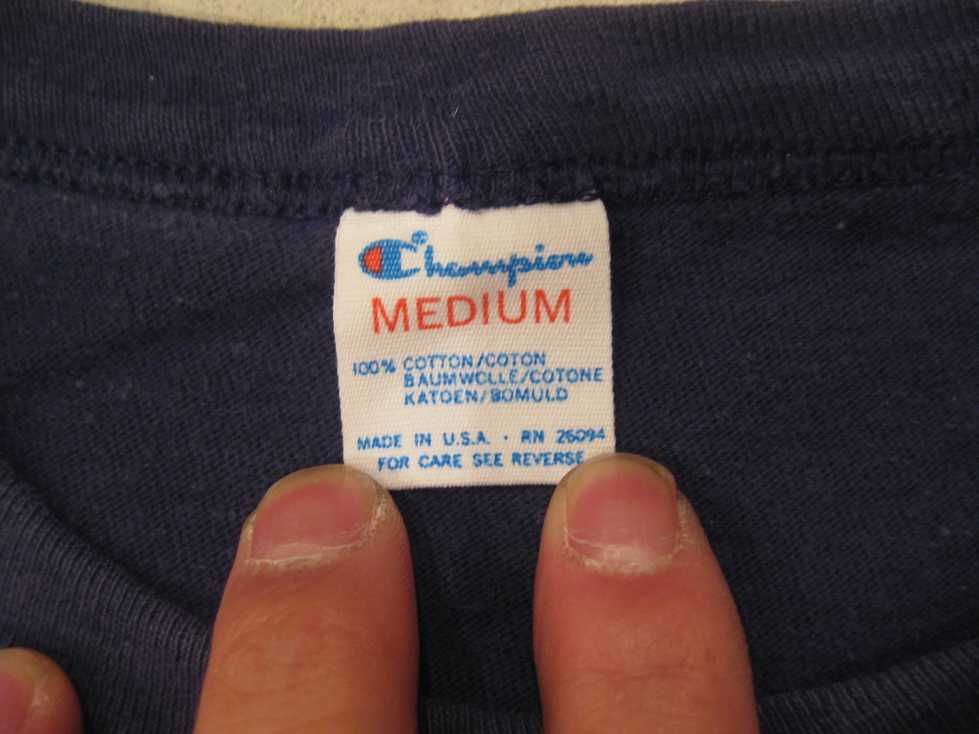 Champion
MEDIUM
100% COTTON/COTON
BAUMWOLLE/COTONE
KATOEN/BOMULD
MADE IN U.S.A. · RN 26094
FOR CARE SEE REVERSE